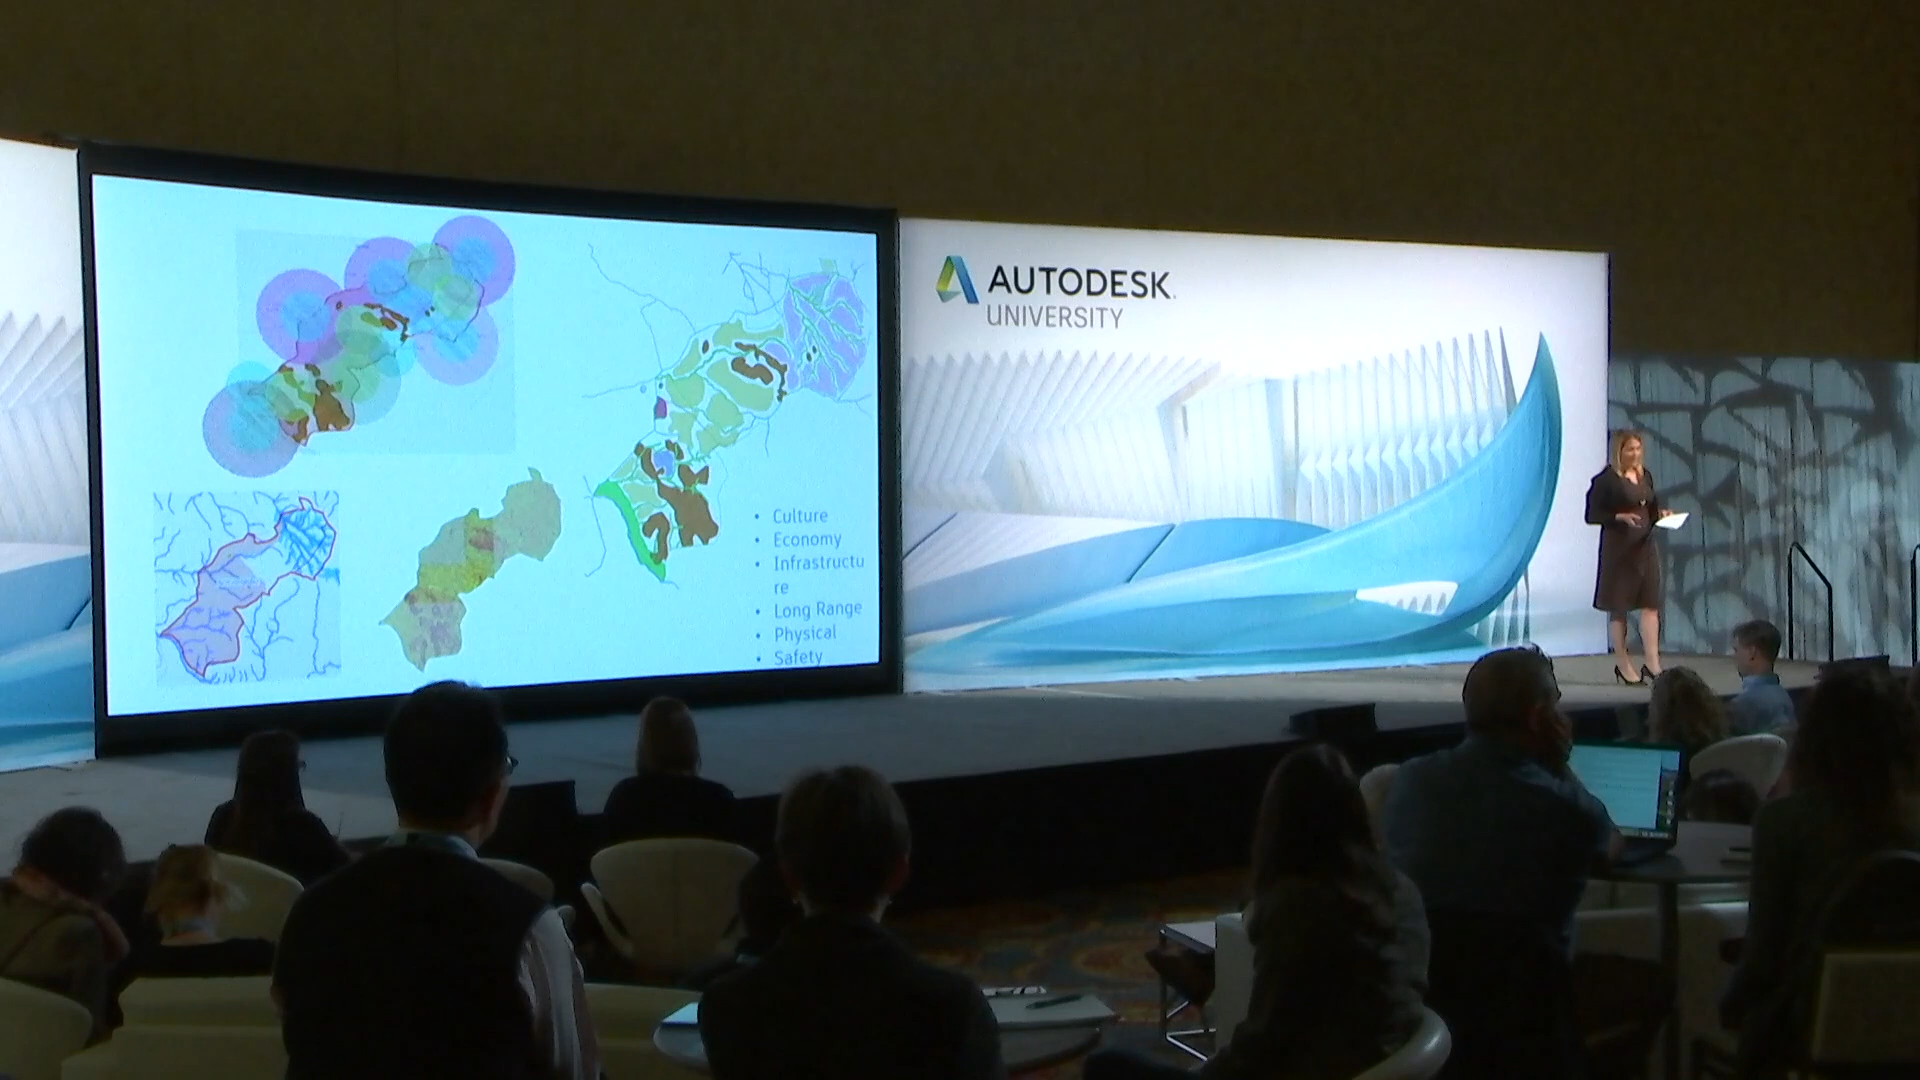 • Culture
• Economy
• Infrastructu
re
• Long Range
• Physical
• Safety
AUTODESK.
UNIVERSITY